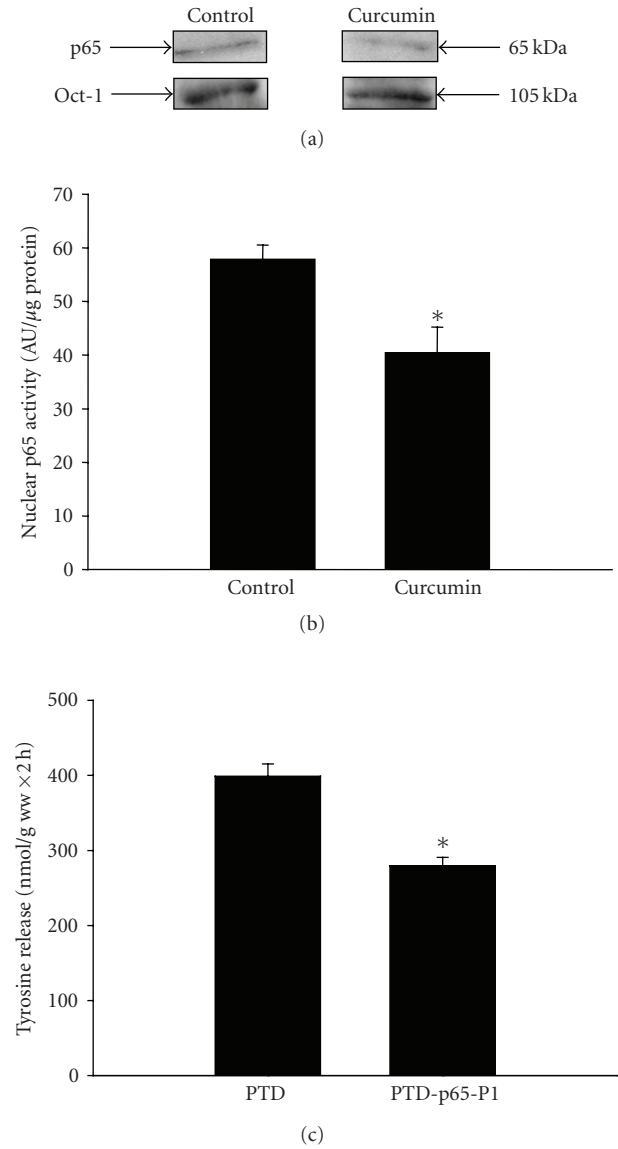 Control Curcumin
p65 65 kDa
Oct-1 105 kDa
(a)
Nuclear p65 activity (AU/µg protein)
70
60
50
40
30
20
10
0
*
Control Curcumin
(b)
Tyrosine release (nmol/g ww ×2 h)
500
400
300
200
100
0
*
PTD PTD-p65-P1
(c)